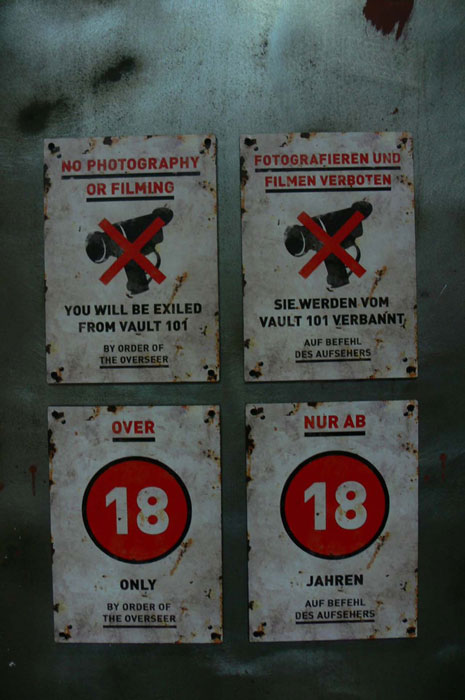 NO PHOTOGRAPHY
OR FILMING
YOU WILL BE EXILED
FROM VAULT 101
BY ORDER OF
THE OVERSEER
FOTOGRAFIEREN UND
FILMEN VERBOTEN
SIE WERDEN VOM
VAULT 101 VERBANNT
AUF BEFEHL
DES AUFSEHERS
OVER
18
ONLY
BY ORDER OF
THE OVERSEER
NUR AB
18
JAHREN
AUF BEFEHL
DES AUFSEHERS